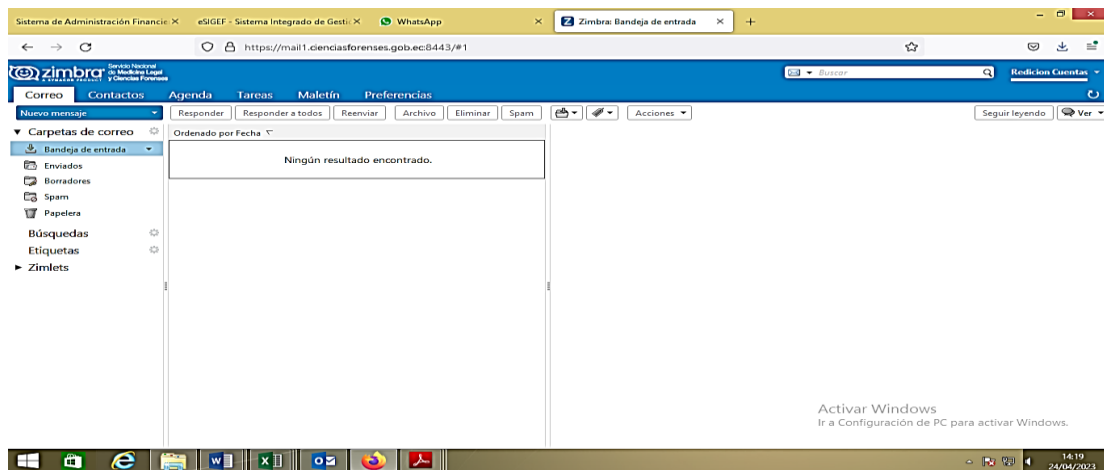 Sistema de Administración Financie × eSIGEF - Sistema Integrado de Gestió × WhatsApp × Zimbra: Bandeja de entrada × +
https://mail1.cienciasforenses.gob.ec:8443/#1
zimbra Servicio Nacional de Medicina Legal y Ciencias Forenses
A SYNACOR PRODUCT
Buscar Redicion Cuentas
Correo Contactos Agenda Tareas Maletín Preferencias
Nuevo mensaje Responder Responder a todos Reenviar Archivo Eliminar Spam Acciones Seguir leyendo Ver
Carpetas de correo Ordenado por Fecha
Bandeja de entrada
Ningún resultado encontrado.
Enviados
Borradores
Spam
Papelera
Búsquedas
Etiquetas
Zimlets
Activar Windows
Ir a Configuración de PC para activar Windows.
14:19
24/04/2023